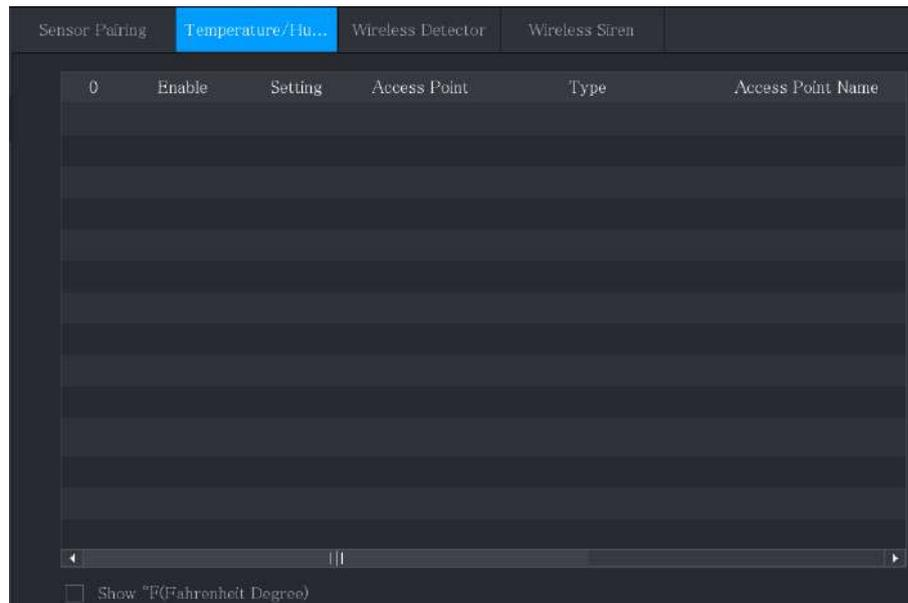 Sensor Pairing Temperature/Hu... Wireless Detector Wireless Siren
0 Enable Setting Access Point Type Access Point Name
Show °F(Fahrenheit Degree)